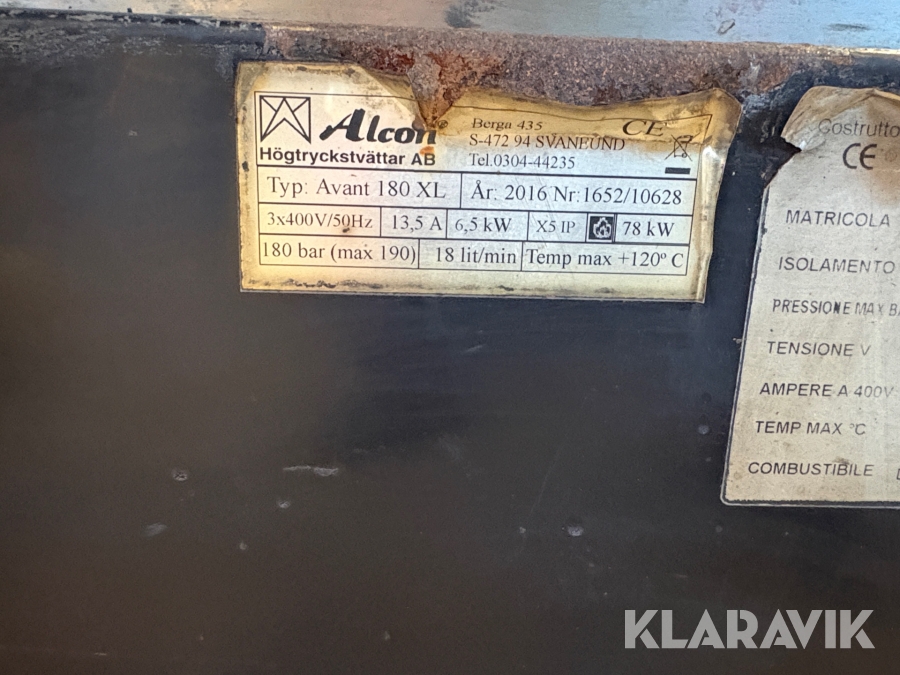 Alcon®
Högtryckstvättar AB
Berga 435
S-472 94 SVANEUND
Tel.0304-44235
CE
Typ: Avant 180 XL
År. 2016 Nr:1652/10628
3x400V/50Hz
13,5 A
6,5 kW
X5 IP
78 kW
180 bar (max 190)
18 lit/min
Temp max +120º C
Costrutto
CE
MATRICOLA
ISOLAMENTO
PRESSIONE MAX
TENSIONE V
AMPERE A 400V
TEMP MAX °C
COMBUSTIBILE
KLARAVIK